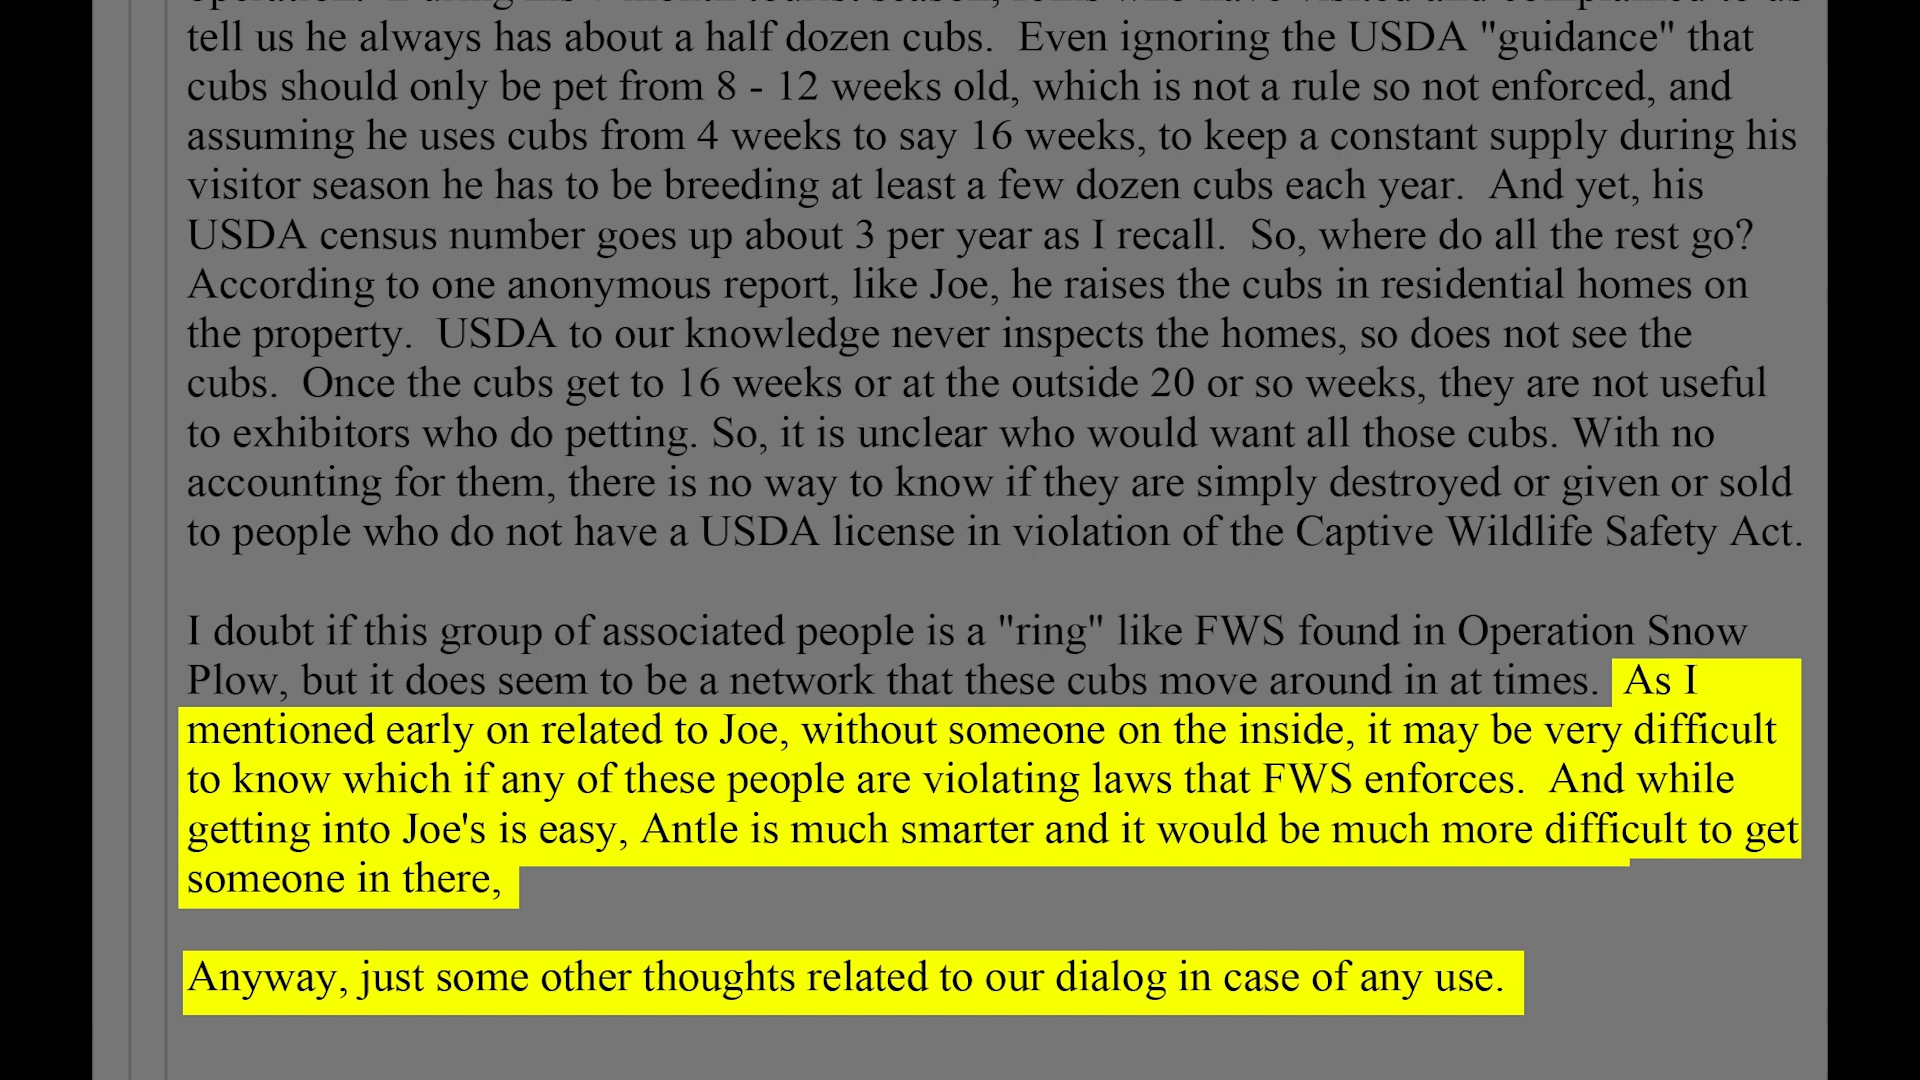 tell us he always has about a half dozen cubs.  Even ignoring the USDA "guidance" that
cubs should only be pet from 8 - 12 weeks old, which is not a rule so not enforced, and
assuming he uses cubs from 4 weeks to say 16 weeks, to keep a constant supply during his
visitor season he has to be breeding at least a few dozen cubs each year.  And yet, his
USDA census number goes up about 3 per year as I recall.  So, where do all the rest go?
According to one anonymous report, like Joe, he raises the cubs in residential homes on
the property.  USDA to our knowledge never inspects the homes, so does not see the
cubs.  Once the cubs get to 16 weeks or at the outside 20 or so weeks, they are not useful
to exhibitors who do petting. So, it is unclear who would want all those cubs. With no
accounting for them, there is no way to know if they are simply destroyed or given or sold
to people who do not have a USDA license in violation of the Captive Wildlife Safety Act.
I doubt if this group of associated people is a "ring" like FWS found in Operation Snow
Plow, but it does seem to be a network that these cubs move around in at times.  As I
mentioned early on related to Joe, without someone on the inside, it may be very difficult
to know which if any of these people are violating laws that FWS enforces.  And while
getting into Joe's is easy, Antle is much smarter and it would be much more difficult to get
someone in there,
Anyway, just some other thoughts related to our dialog in case of any use.